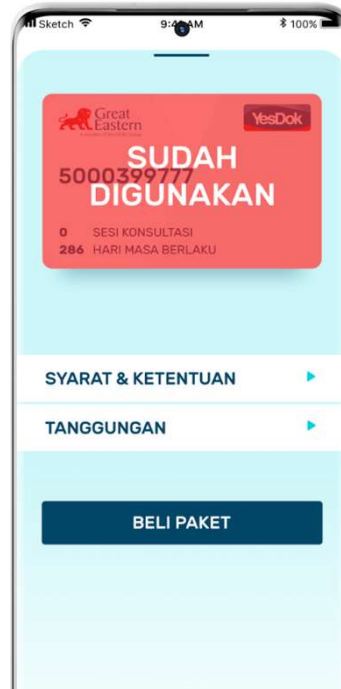 Sketch 9:4 AM 100%
Great
Eastern
YesDok
5000399777
SUDAH
DIGUNAKAN
0 SESI KONSULTASI
286 HARI MASA BERLAKU
SYARAT & KETENTUAN
TANGGUNGAN
BELI PAKET